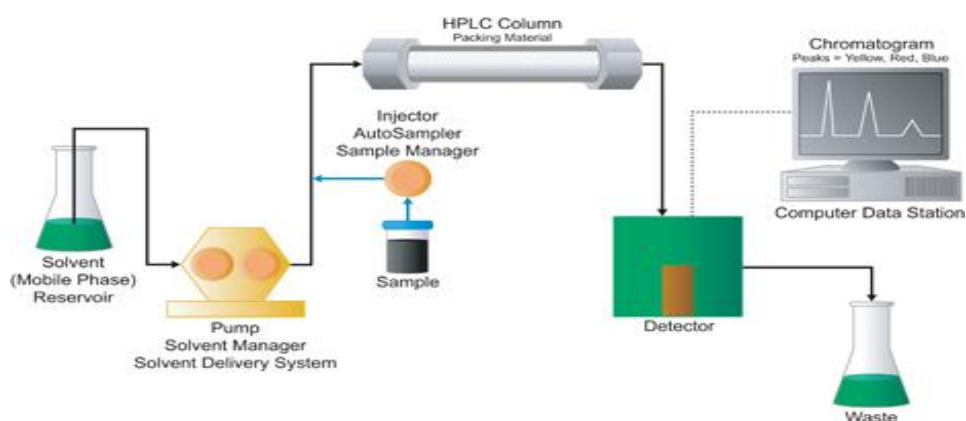 HPLC Column
Packing Material
Chromatogram
Peaks = Yellow, Red, Blue
Injector
AutoSampler
Sample Manager
Solvent
(Mobile Phase)
Reservoir
Sample
Computer Data Station
Pump
Solvent Manager
Solvent Delivery System
Detector
Waste